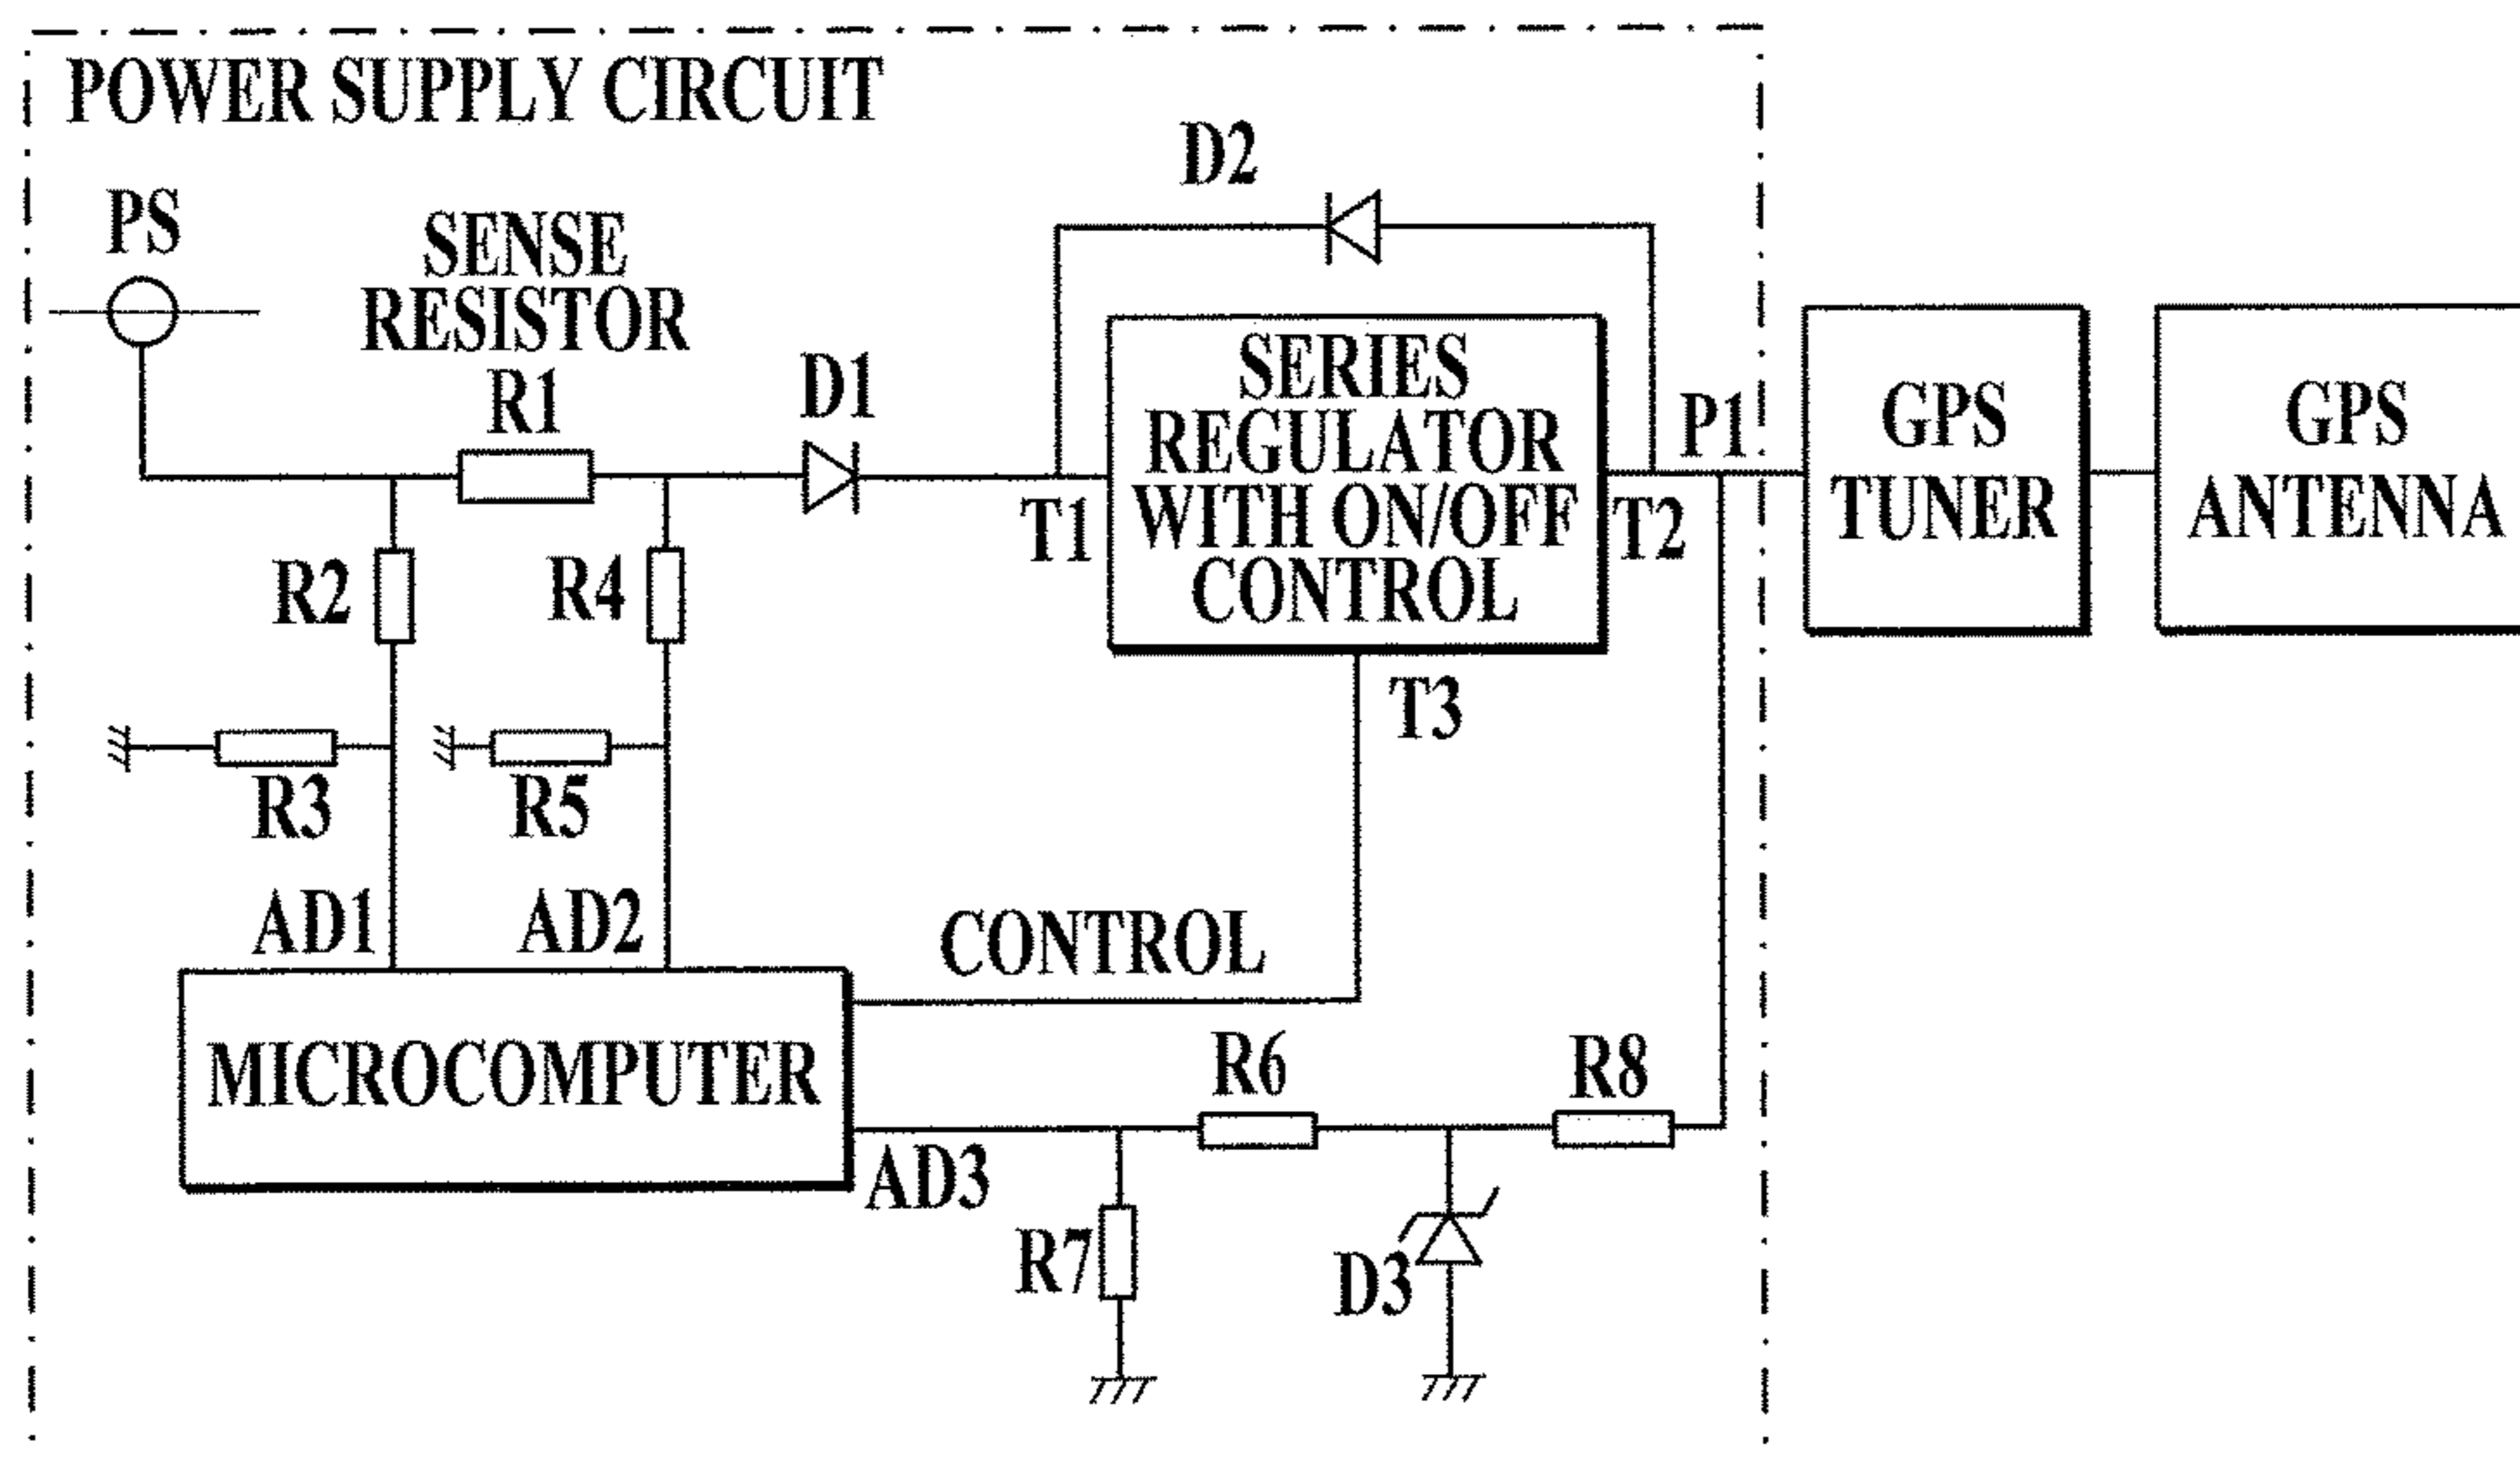 POWER SUPPLY CIRCUIT
PS
SENSE
RESISTOR
R1
D1
D2
T1
SERIES
REGULATOR
WITH ON/OFF
CONTROL
T2
P1
T3
GPS
TUNER
GPS
ANTENNA
R2
R4
R3
R5
AD1
AD2
CONTROL
MICROCOMPUTER
AD3
R6
R8
R7
D3